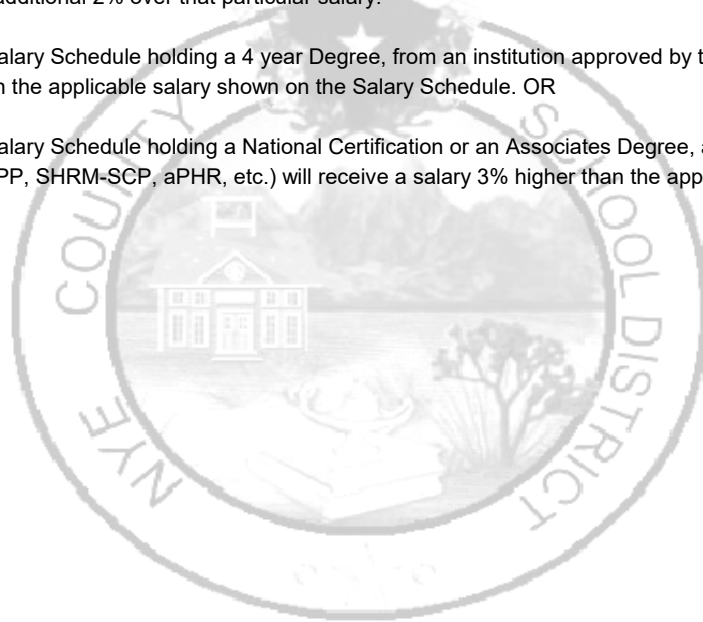 additional 2% over that particular salary.
alary Schedule holding a 4 year Degree, from an institution approved by t
n the applicable salary shown on the Salary Schedule. OR
alary Schedule holding a National Certification or an Associates Degree, a
PP, SHRM-SCP, aPHR, etc.) will receive a salary 3% higher than the app
NYE COUNTY SCHOOL DISTRICT